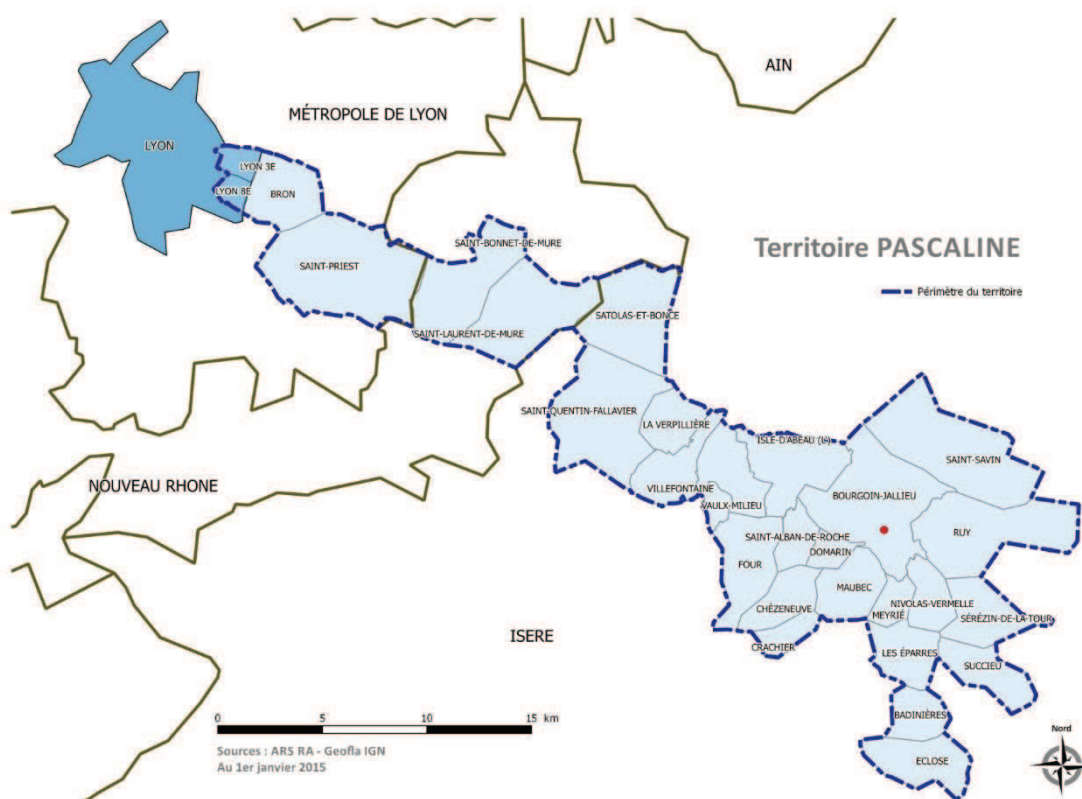 AIN
MÉTROPOLE DE LYON
LYON
LYON 3E
LYON 8E
BRON
SAINT-BONNET-DE-MURE
Territoire PASCALINE
SAINT-PRIEST
Périmètre du territoire
SATOLAS-ET-BONCE
SAINT-LAURENT-DE-MURE
SAINT-QUENTIN-FALLAVIER
LA VERPILLIÈRE
ISLE-D'ABEAU (L')
SAINT-SAVIN
NOUVEAU RHONE
VILLEFONTAINE
BOURGOIN-JALLIEU
VAULX-MILIEU
SAINT-ALBAN-DE-ROCHE
RUY
DOMARIN
FOUR
MAUBEC
NIVOLAS-VERMELLE
CHÈZENEUVE
MEYRIÉ
SÉRÉZIN-DE-LA-TOUR
ISERE
CRACHIER
LES ÉPARRES
SUCCIEU
BADINIÈRES
0 5 10 15 km
Nord
Sources : ARS RA - Geofla IGN
Au 1er janvier 2015
ECLOSE